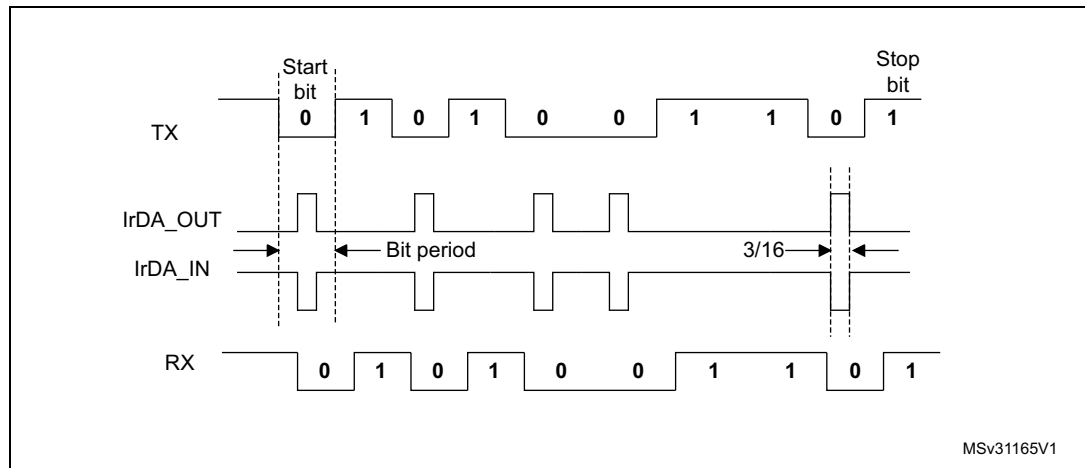 Start
bit
Stop
bit
TX
0 1 0 1 0 0 1 1 0 1
IrDA_OUT
Bit period
3/16
IrDA_IN
RX
0 1 0 1 0 0 1 1 0 1
MSv31165V1